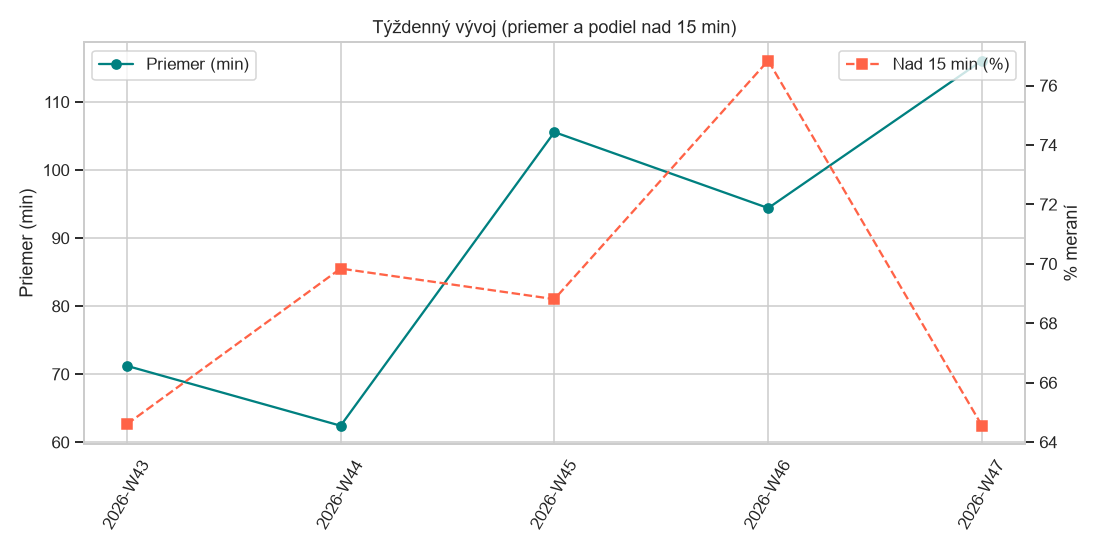 Týždenný vývoj (priemer a podiel nad 15 min)
Priemer (min)
Nad 15 min (%)
Priemer (min)
110
100
90
80
70
60
% meraní
76
74
72
70
68
66
64
2026-W43
2026-W44
2026-W45
2026-W46
2026-W47